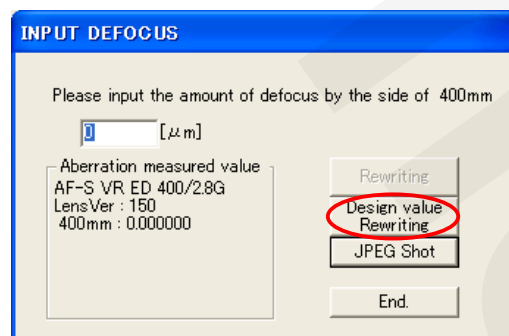 INPUT DEFOCUS
Please input the amount of defocus by the side of 400mm
0 [μm]
Aberration measured value
AF-S VR ED 400/2.8G
LensVer : 150
400mm : 0.000000
Rewriting
Design value
Rewriting
JPEG Shot
End.